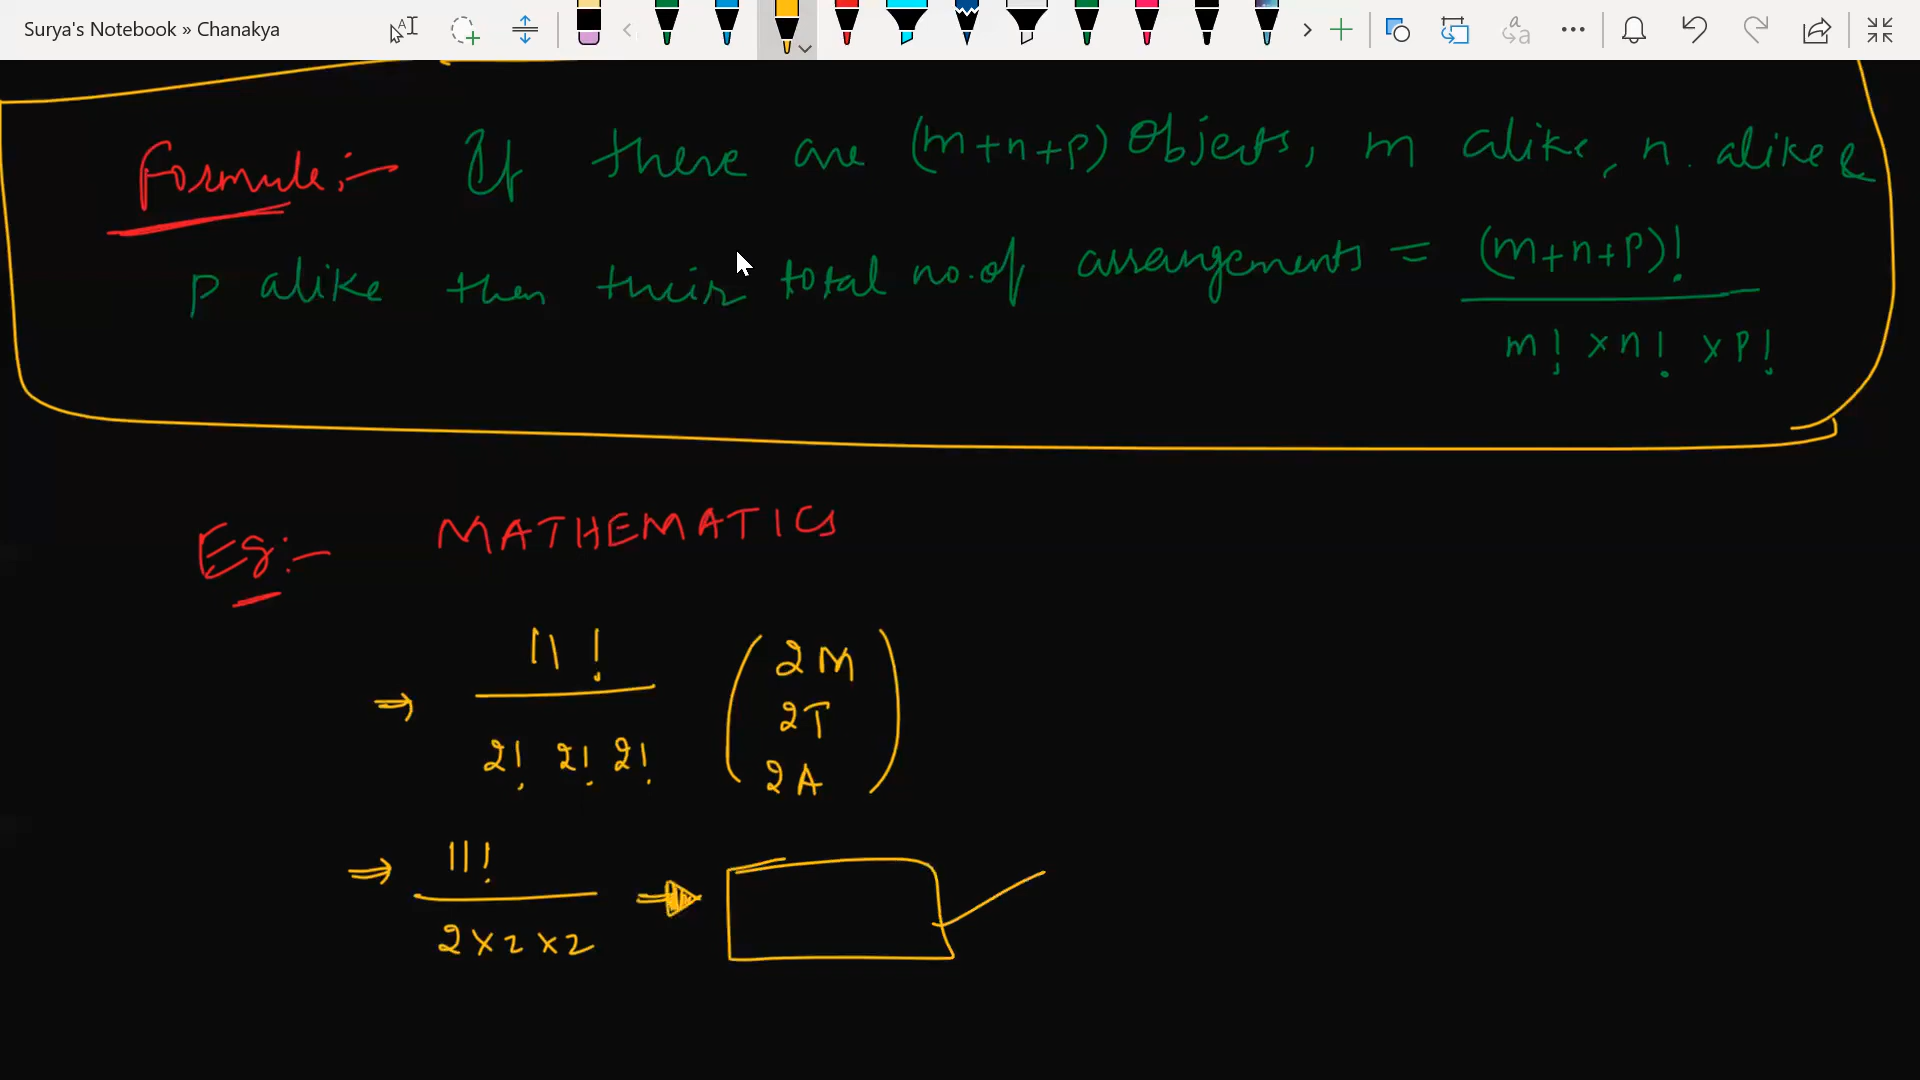 Surya's Notebook » Chanakya
Formula:- If there are (m+n+p) Objects, m alike, n. alike &
p alike then their total no. of arrangements = (m+n+p)!
m! × n! × p!
Eg:- MATHEMATICS
⇒ 11! ( 2M
2T
2! 2! 2! 2A )
⇒ 11! ⇒
2×2×2